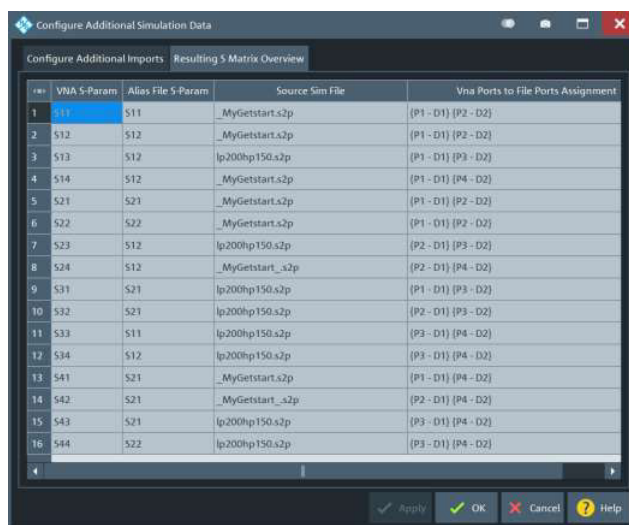 Configure Additional Simulation Data
Configure Additional Imports Resulting S Matrix Overview
VNA S-Param Alias File S-Param Source Sim File Vna Ports to File Ports Assignment
1 S11 S11 _MyGetstart.s2p {P1 - D1} {P2 - D2}
2 S12 S12 _MyGetstart.s2p {P1 - D1} {P2 - D2}
3 S13 S12 lp200hp150.s2p {P1 - D1} {P3 - D2}
4 S14 S12 _MyGetstart.s2p {P1 - D1} {P4 - D2}
5 S21 S21 _MyGetstart.s2p {P1 - D1} {P2 - D2}
6 S22 S22 _MyGetstart.s2p {P1 - D1} {P2 - D2}
7 S23 S12 lp200hp150.s2p {P2 - D1} {P3 - D2}
8 S24 S12 _MyGetstart_.s2p {P2 - D1} {P4 - D2}
9 S31 S21 lp200hp150.s2p {P1 - D1} {P3 - D2}
10 S32 S21 lp200hp150.s2p {P2 - D1} {P3 - D2}
11 S33 S11 lp200hp150.s2p {P3 - D1} {P4 - D2}
12 S34 S12 lp200hp150.s2p {P3 - D1} {P4 - D2}
13 S41 S21 _MyGetstart.s2p {P1 - D1} {P4 - D2}
14 S42 S21 _MyGetstart_.s2p {P2 - D1} {P4 - D2}
15 S43 S21 lp200hp150.s2p {P3 - D1} {P4 - D2}
16 S44 S22 lp200hp150.s2p {P3 - D1} {P4 - D2}
Apply OK Cancel ? Help